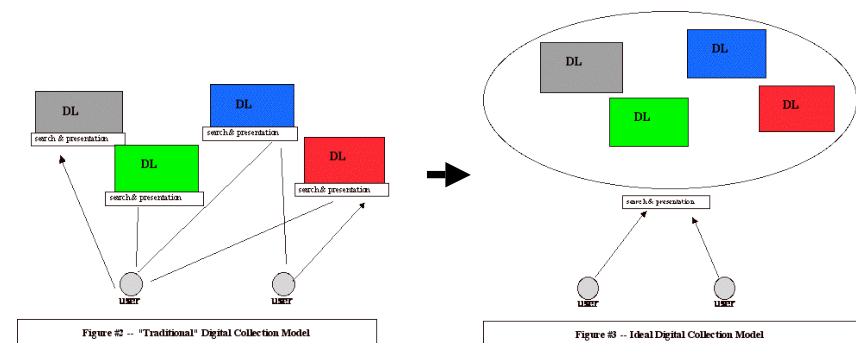 DL
search & presentation
DL
search & presentation
DL
search & presentation
DL
search & presentation
user
user
Figure #2 -- "Traditional" Digital Collection Model
DL
DL
DL
DL
search & presentation
user
user
Figure #3 -- Ideal Digital Collection Model